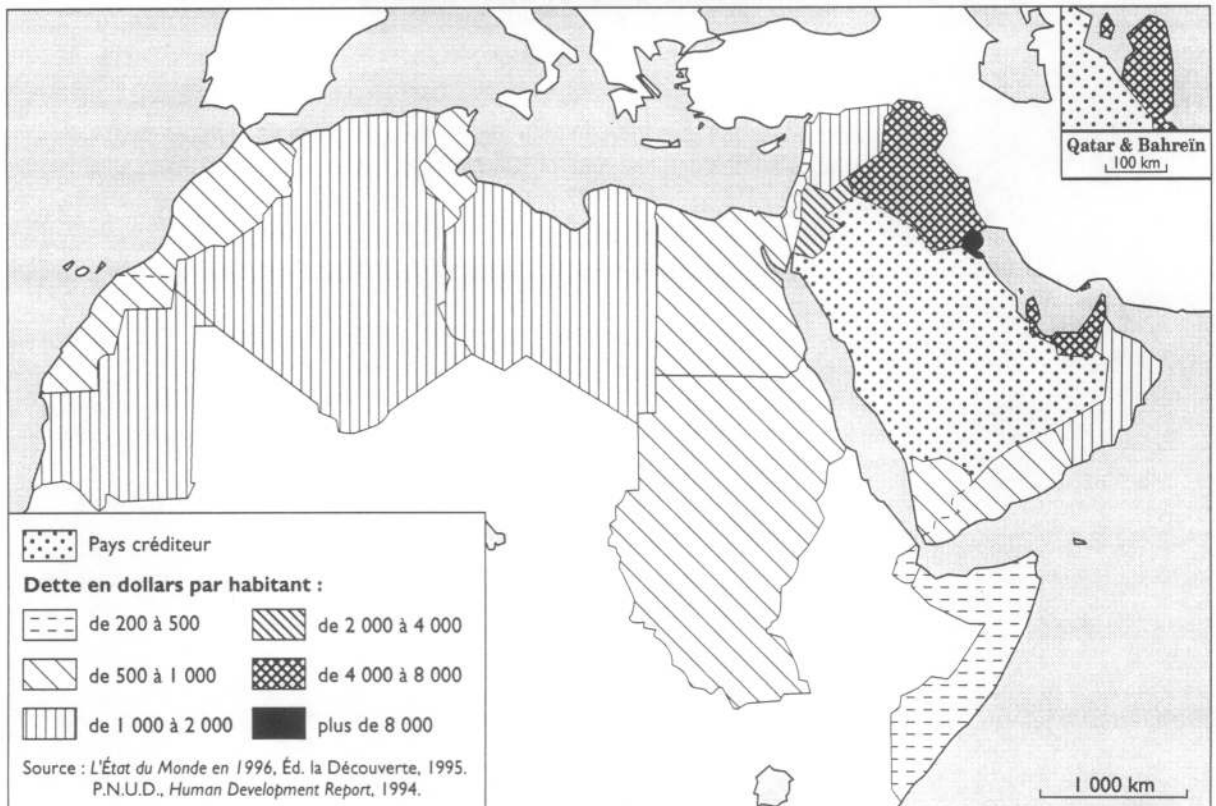 Qatar & Bahreïn
100 km
Pays créditeur
Dette en dollars par habitant :
de 200 à 500
de 2 000 à 4 000
de 500 à 1 000
de 4 000 à 8 000
de 1 000 à 2 000
plus de 8 000
Source : L'État du Monde en 1996, Éd. la Découverte, 1995.
P.N.U.D., Human Development Report, 1994.
1 000 km